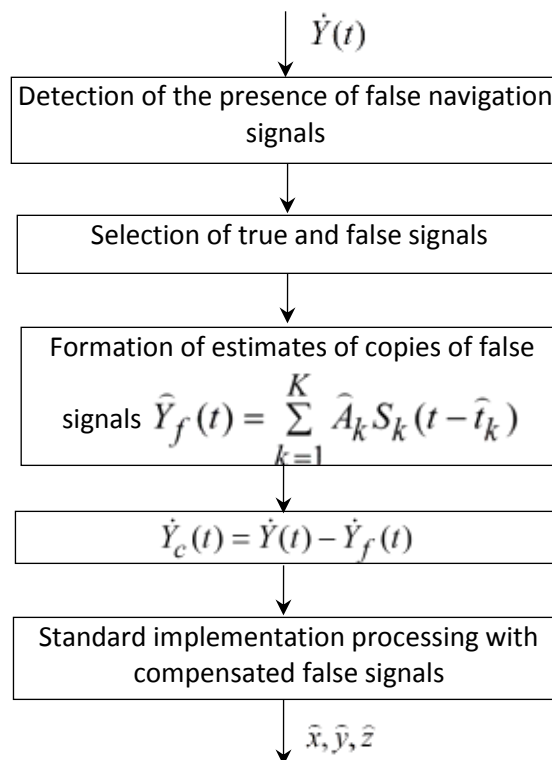 Ẏ(t)
Detection of the presence of false navigation
signals
Selection of true and false signals
Formation of estimates of copies of false
signals Ŷ_f(t) = ∑_{k=1}^{K} Â_k S_k(t − t̂_k)
Ẏ_c(t) = Ẏ(t) − Ẏ_f(t)
Standard implementation processing with
compensated false signals
x̂, ŷ, ẑ